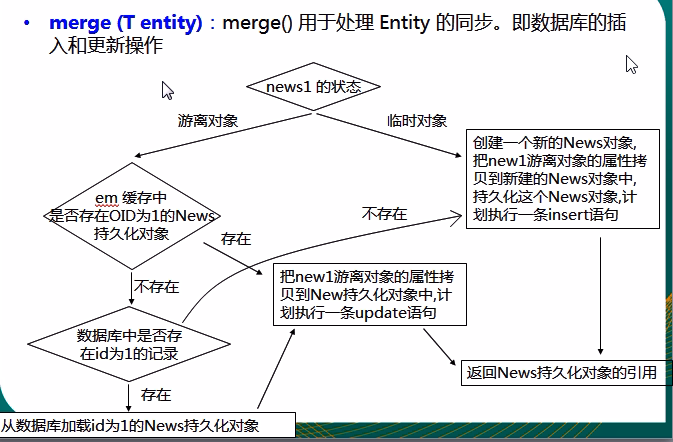 • merge (T entity)：merge() 用于处理 Entity 的同步。即数据库的插
入和更新操作
news1 的状态
游离对象
临时对象
创建一个新的News对象,
把new1游离对象的属性拷
贝到新建的News对象中,
持久化这个News对象,计
划执行一条insert语句
em 缓存中
是否存在OID为1的News
持久化对象
不存在
存在
把new1游离对象的属性拷
贝到New持久化对象中,计
划执行一条update语句
不存在
数据库中是否存
在id为1的记录
返回News持久化对象的引用
存在
从数据库加载id为1的News持久化对象